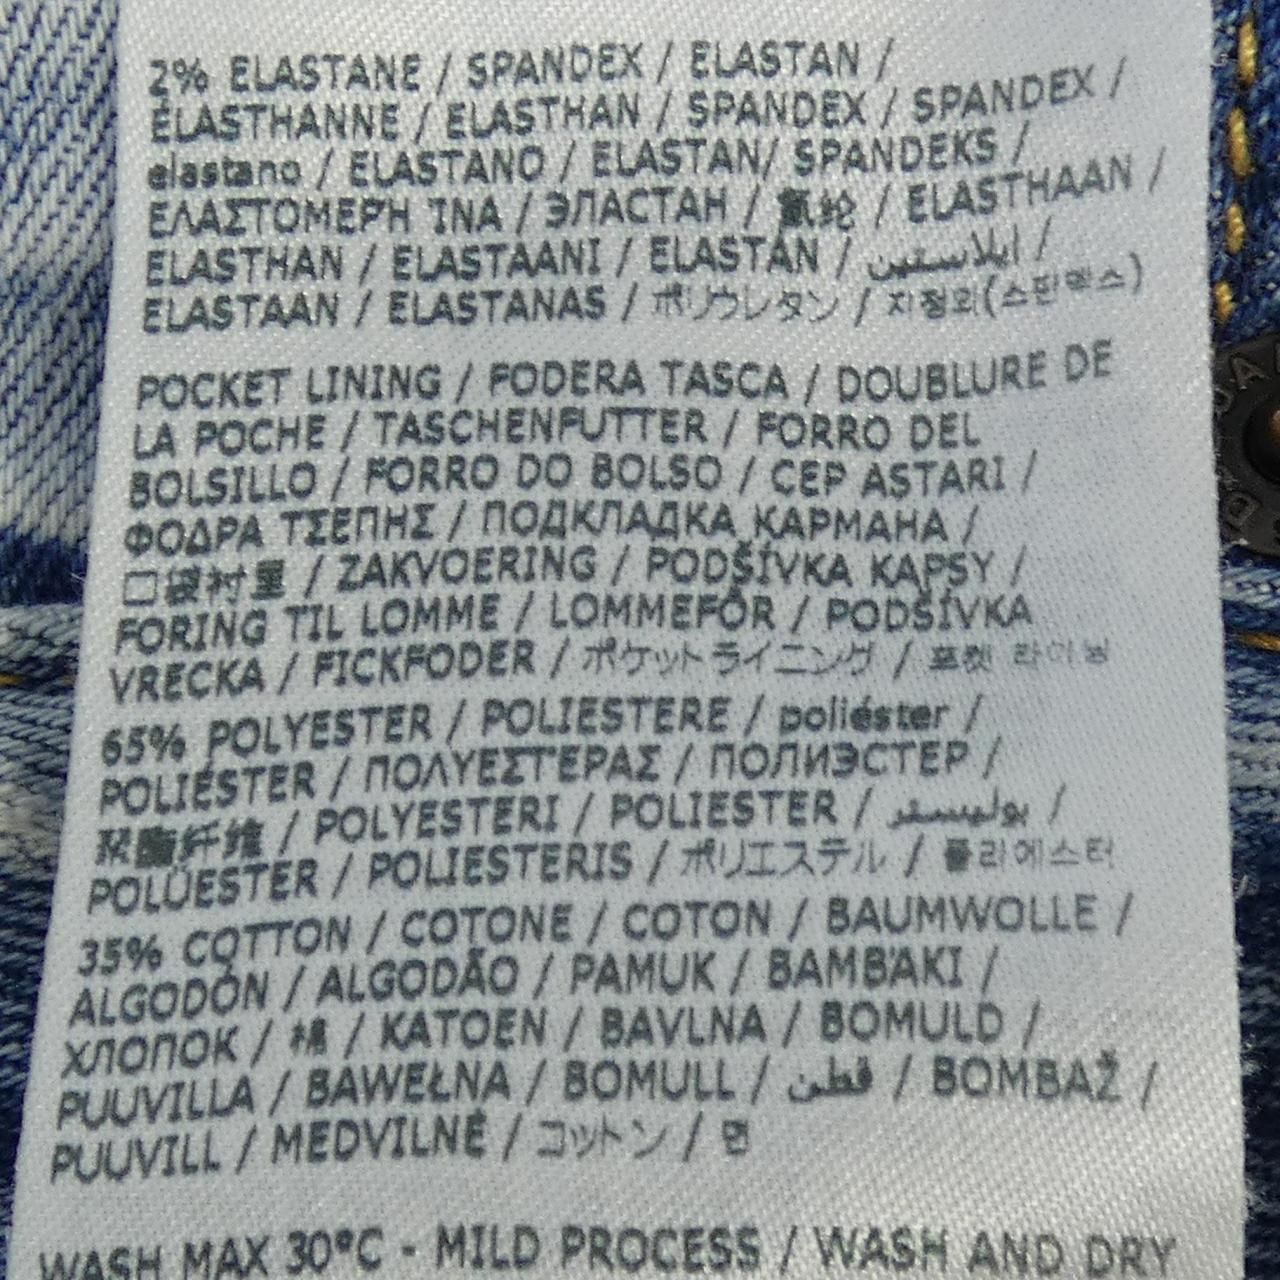 2% ELASTANE / SPANDEX / ELASTAN /
ÉLASTHANNE / ELASTHAN / SPANDEX / SPANDEX /
elastano / ELASTANO / ELASTAN/ SPANDEKS /
ΕΛΑΣΤΟΜΕΡΗ ΊΝΑ / ЭЛАСТАН / 氨纶 / ELASTHAAN /
ELASTHAN / ELASTAANI / ELASTÁN / ايلاستين /
ELASTAAN / ELASTANAS / ポリウレタン / 지정외(스판덱스)
POCKET LINING / FODERA TASCA / DOUBLURE DE
LA POCHE / TASCHENFUTTER / FORRO DEL
BOLSILLO / FORRO DO BOLSO / CEP ASTARI /
ΦΟΔΡΑ ΤΣΕΠΗΣ / ПОДКЛАДКА КАРМАНА /
口袋衬里 / ZAKVOERING / PODŠÍVKA KAPSY /
FORING TIL LOMME / LOMMEFÔR / PODŠÍVKA
VRECKA / FICKFODER / ポケットライニング / 포켓 라이닝
65% POLYESTER / POLIESTERE / poliéster /
POLIÉSTER / ΠΟΛΥΕΣΤΕΡΑΣ / ПОЛИЭСТЕР /
聚酯纤维 / POLYESTERI / POLIESTER / بوليستر /
POLÜESTER / POLIESTERIS / ポリエステル / 폴리에스터
35% COTTON / COTONE / COTON / BAUMWOLLE /
ALGODÓN / ALGODÃO / PAMUK / ΒΑΜΒΆΚΙ /
ХЛОПОК / 棉 / KATOEN / BAVLNA / BOMULD /
PUUVILLA / BAWEŁNA / BOMULL / قطن / BOMBAŽ /
PUUVILL / MEDVILNĖ / コットン / 면
WASH MAX 30°C - MILD PROCESS / WASH AND DRY